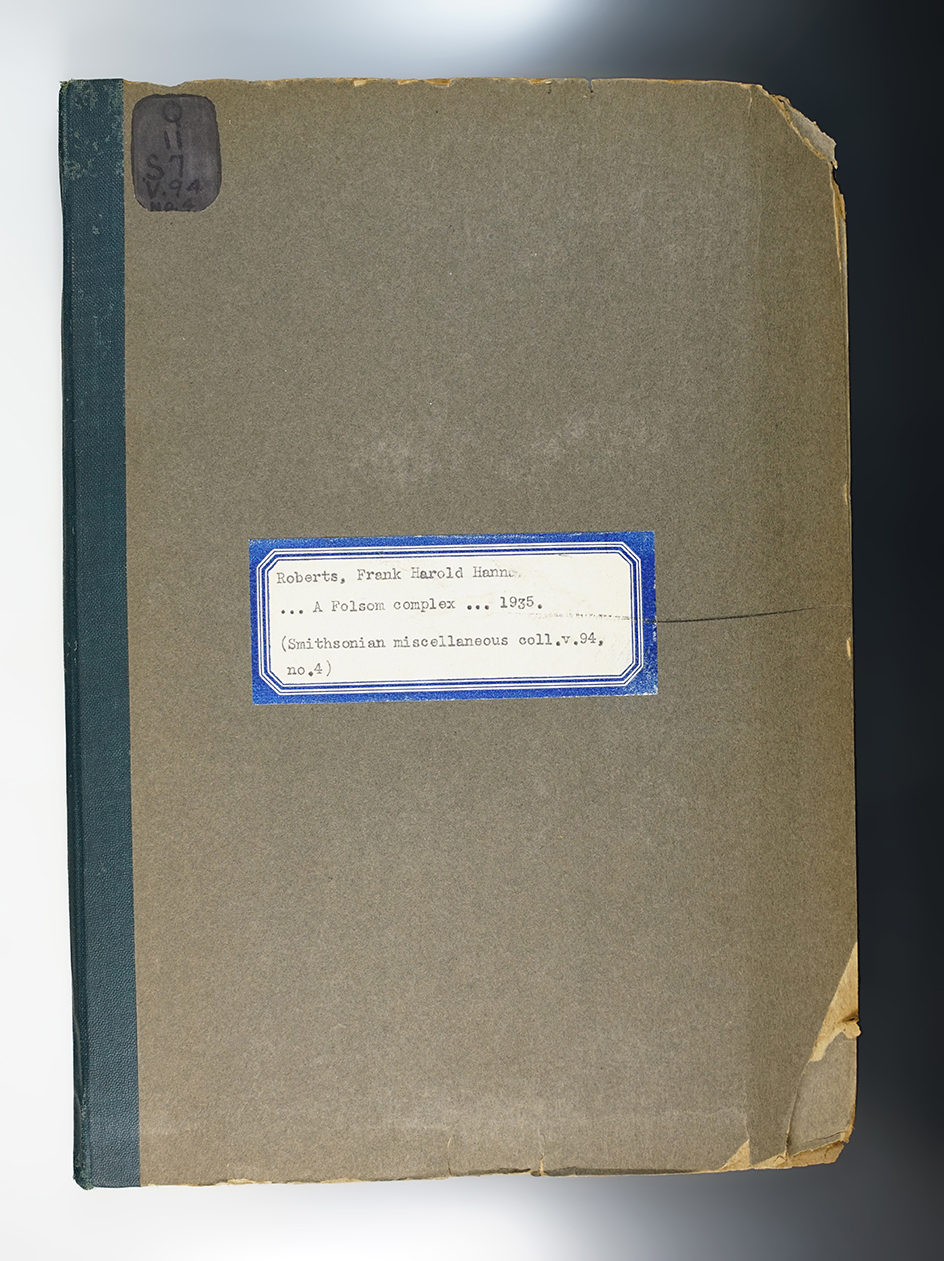 Q
11
.S7
V.94
no.4
Roberts, Frank Harold Hanna
... A Folsom complex ... 1935.
(Smithsonian miscellaneous coll.v.94,
no.4)